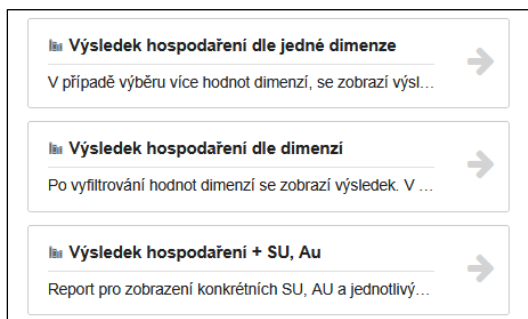 Výsledek hospodaření dle jedné dimenze
V případě výběru více hodnot dimenzí, se zobrazí výsl...
Výsledek hospodaření dle dimenzí
Po vyfiltrování hodnot dimenzí se zobrazí výsledek. V ...
Výsledek hospodaření + SU, Au
Report pro zobrazení konkrétních SU, AU a jednotlivý...